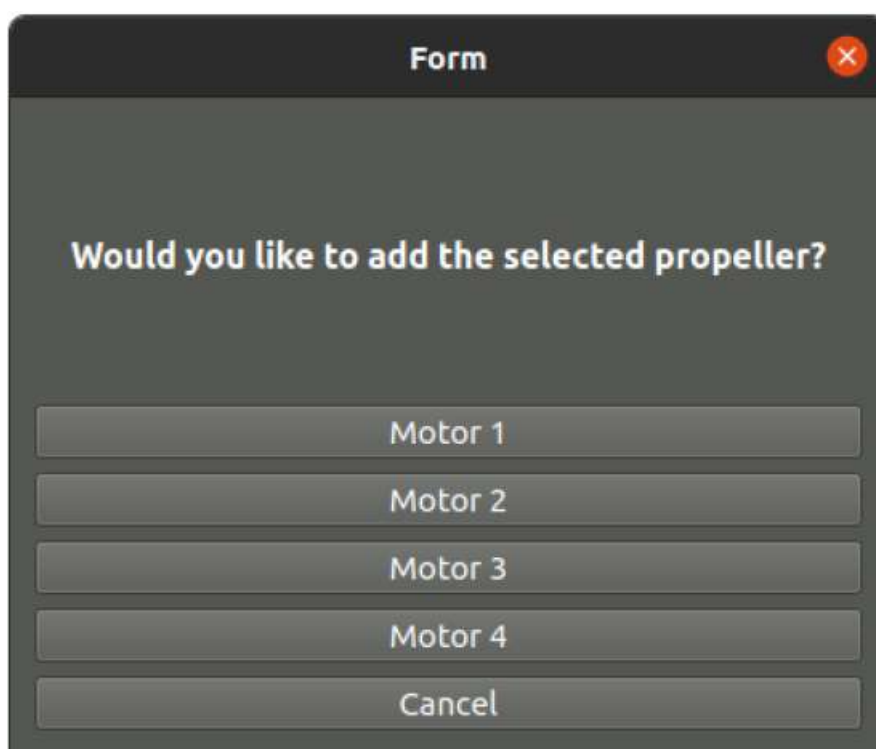 Form
Would you like to add the selected propeller?
Motor 1
Motor 2
Motor 3
Motor 4
Cancel